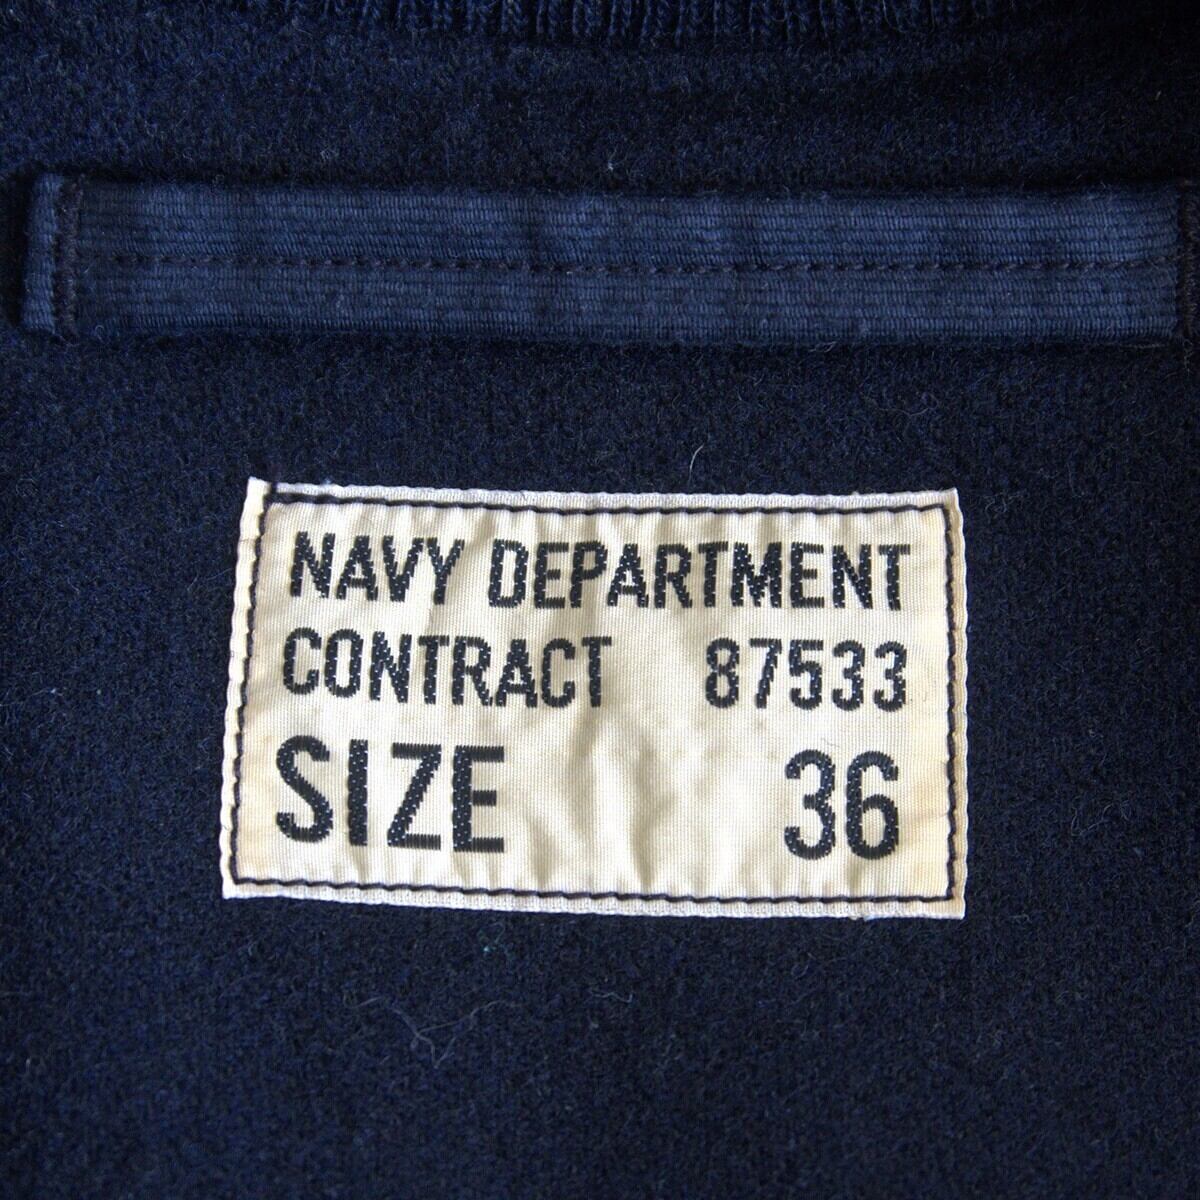 NAVY DEPARTMENT
CONTRACT 87533
SIZE 36